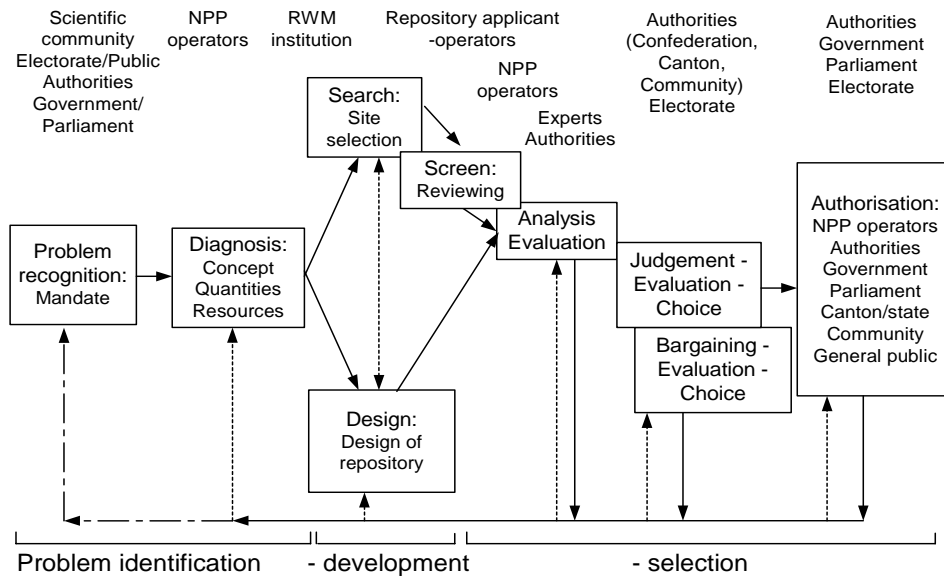 Scientific
community
Electorate/Public
Authorities
Government/
Parliament
NPP
operators
RWM
institution
Repository applicant
-operators
NPP
operators
Experts
Authorities
Authorities
(Confederation,
Canton,
Community)
Electorate
Authorities
Government
Parliament
Electorate
Problem
recognition:
Mandate
Diagnosis:
Concept
Quantities
Resources
Search:
Site
selection
Screen:
Reviewing
Design:
Design of
repository
Analysis
Evaluation
Judgement -
Evaluation -
Choice
Bargaining -
Evaluation -
Choice
Authorisation:
NPP operators
Authorities
Government
Parliament
Canton/state
Community
General public
Problem identification
- development
- selection